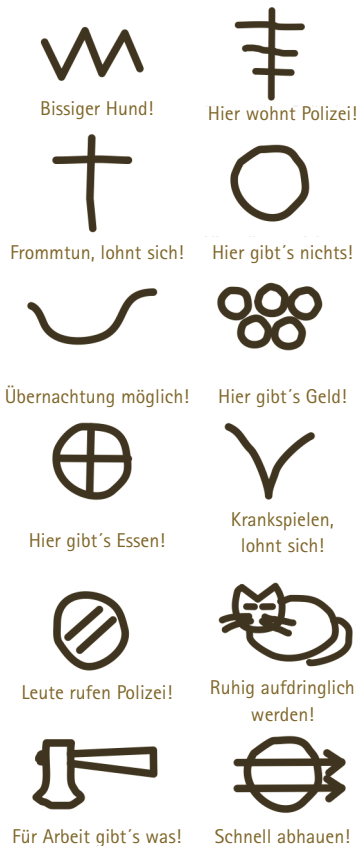 Bissiger Hund!
Hier wohnt Polizei!
Frommtun, lohnt sich!
Hier gibt´s nichts!
Übernachtung möglich!
Hier gibt´s Geld!
Hier gibt´s Essen!
Krankspielen,
lohnt sich!
Leute rufen Polizei!
Ruhig aufdringlich
werden!
Für Arbeit gibt´s was!
Schnell abhauen!